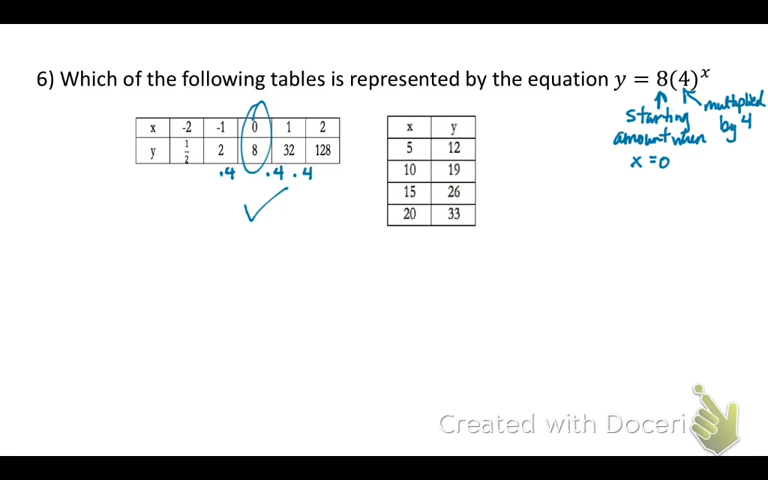 6) Which of the following tables is represented by the equation y = 8(4)ˣ
starting amount when x = 0
multiplied by 4
x -2 -1 0 1 2
y 1/2 2 8 32 128
.4 .4 .4
x y
5 12
10 19
15 26
20 33
Created with Doceri